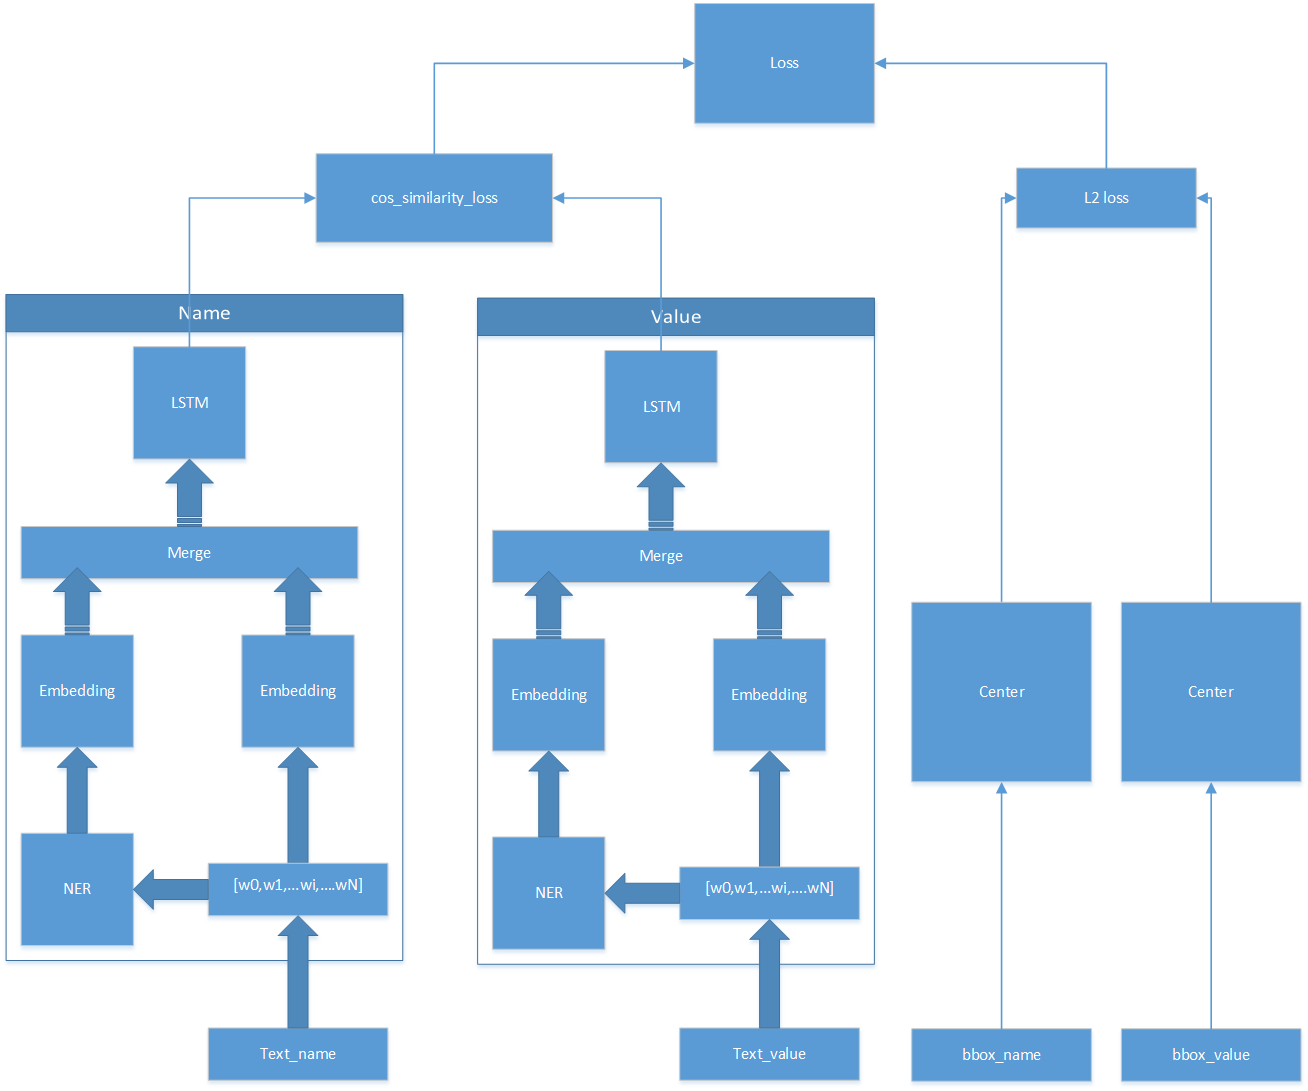 Loss
cos_similarity_loss
L2 loss
Name
Value
LSTM
LSTM
Merge
Merge
Embedding
Embedding
Embedding
Embedding
Center
Center
NER
[w0,w1,...wi,....wN]
NER
[w0,w1,...wi,....wN]
Text_name
Text_value
bbox_name
bbox_value